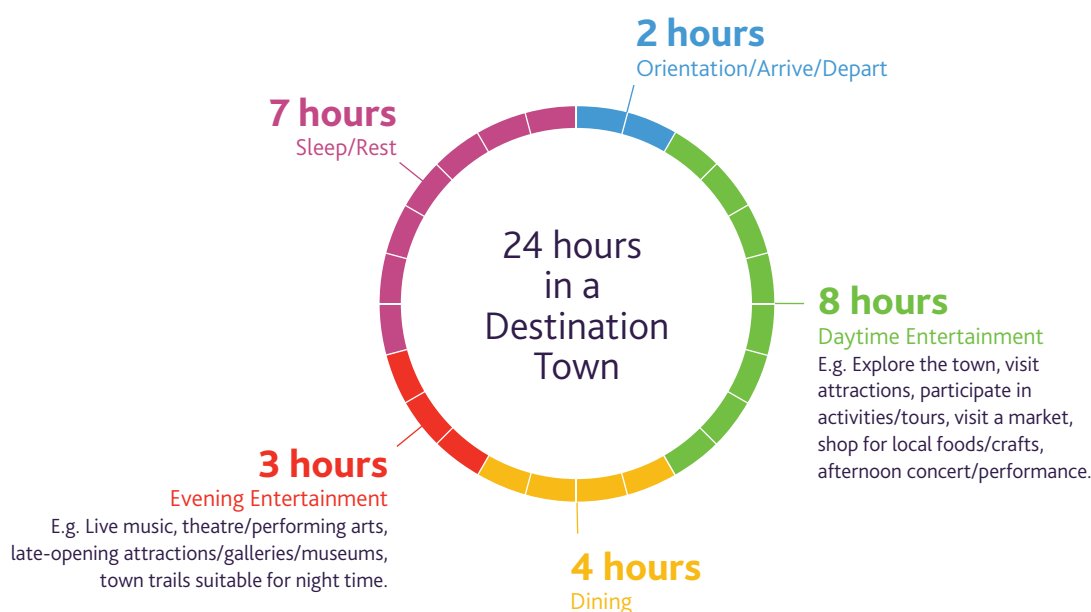 2 hours
Orientation/Arrive/Depart
7 hours
Sleep/Rest
24 hours
in a
Destination
Town
8 hours
Daytime Entertainment
E.g. Explore the town, visit
attractions, participate in
activities/tours, visit a market,
shop for local foods/crafts,
afternoon concert/performance.
3 hours
Evening Entertainment
E.g. Live music, theatre/performing arts,
late-opening attractions/galleries/museums,
town trails suitable for night time.
4 hours
Dining